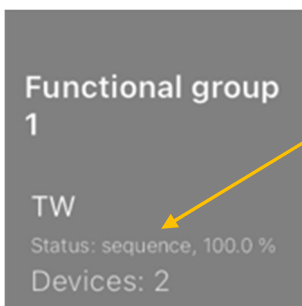 Functional group
1
TW
Status: sequence, 100.0 %
Devices: 2